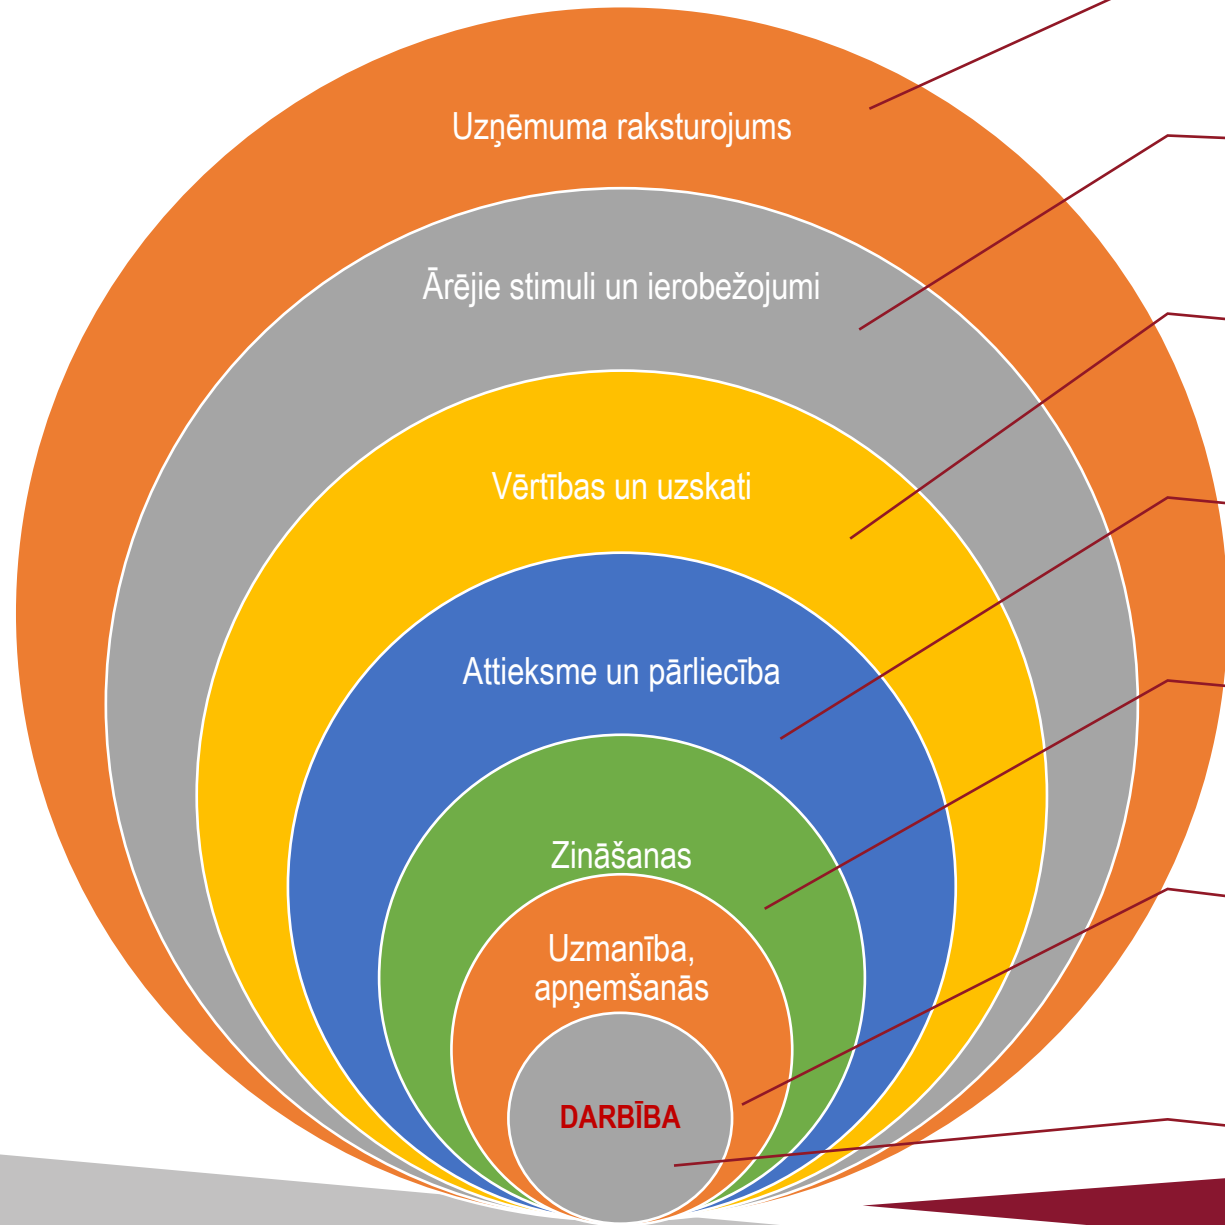 Uzņēmuma raksturojums
Ārējie stimuli un ierobežojumi
Vērtības un uzskati
Attieksme un pārliecība
Zināšanas
Uzmanība,
apņemšanās
DARBĪBA